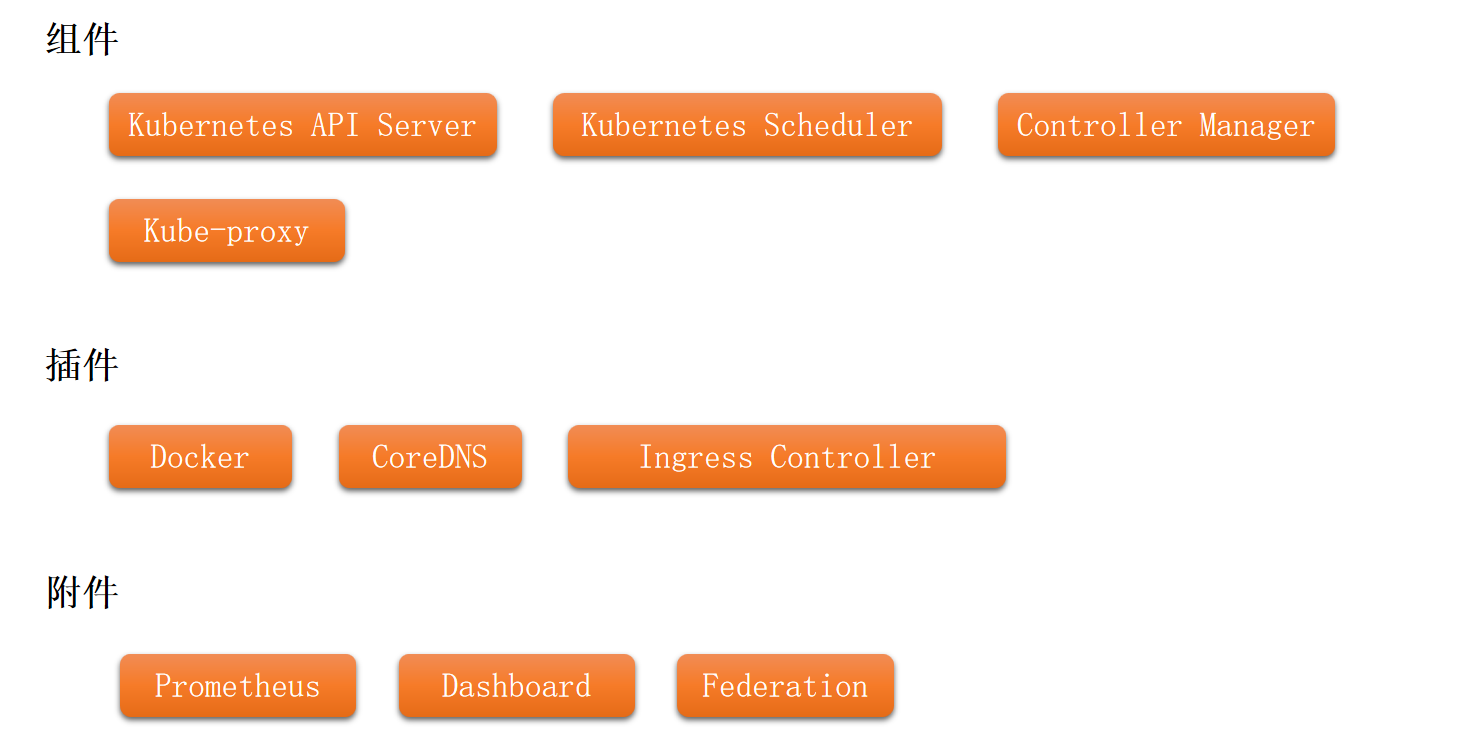 组件
Kubernetes API Server Kubernetes Scheduler Controller Manager
Kube-proxy
插件
Docker CoreDNS Ingress Controller
附件
Prometheus Dashboard Federation